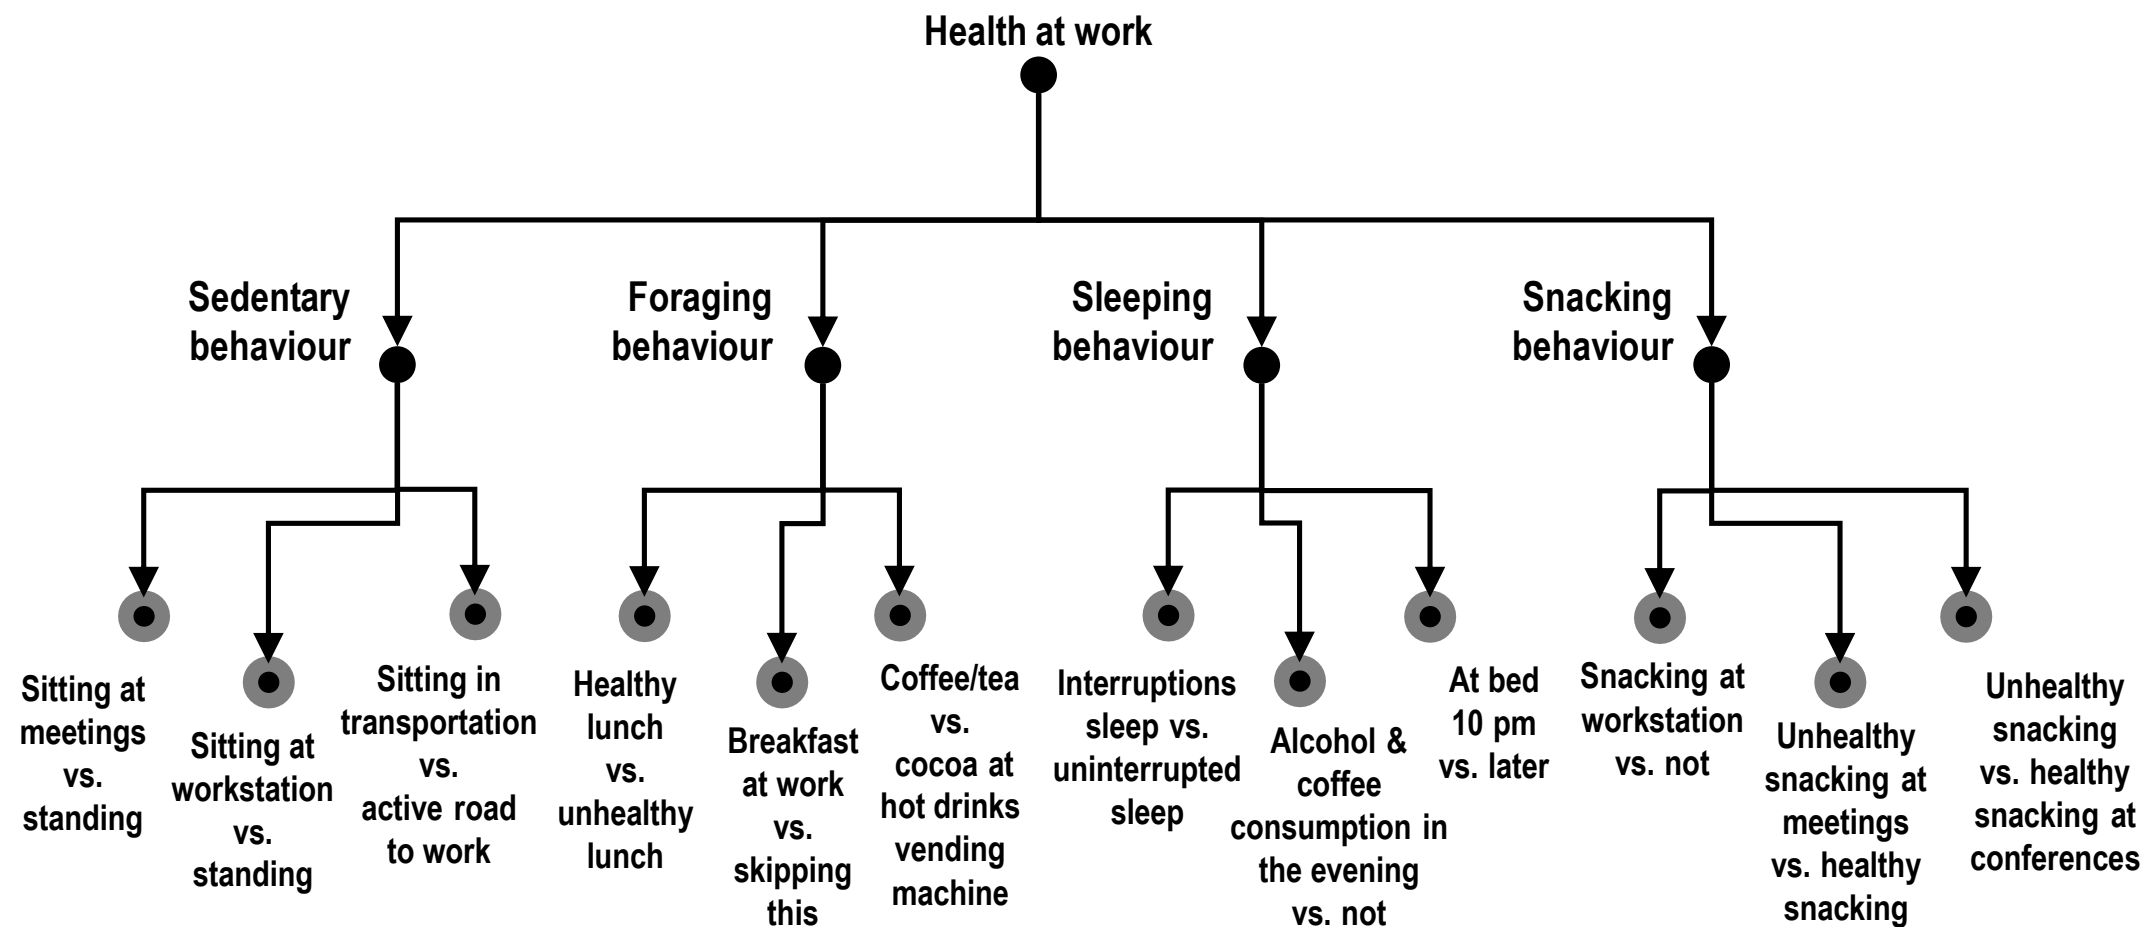 Health at work
Sedentary
behaviour
Foraging
behaviour
Sleeping
behaviour
Snacking
behaviour
Sitting at
meetings
vs.
standing
Sitting at
workstation
vs.
standing
Sitting in
transportation
vs.
active road
to work
Healthy
lunch
vs.
unhealthy
lunch
Breakfast
at work
vs.
skipping
this
Coffee/tea
vs.
cocoa at
hot drinks
vending
machine
Interruptions
sleep vs.
uninterrupted
sleep
Alcohol &
coffee
consumption in
the evening
vs. not
At bed
10 pm
vs. later
Snacking at
workstation
vs. not
Unhealthy
snacking at
meetings
vs. healthy
snacking
Unhealthy
snacking
vs. healthy
snacking at
conferences